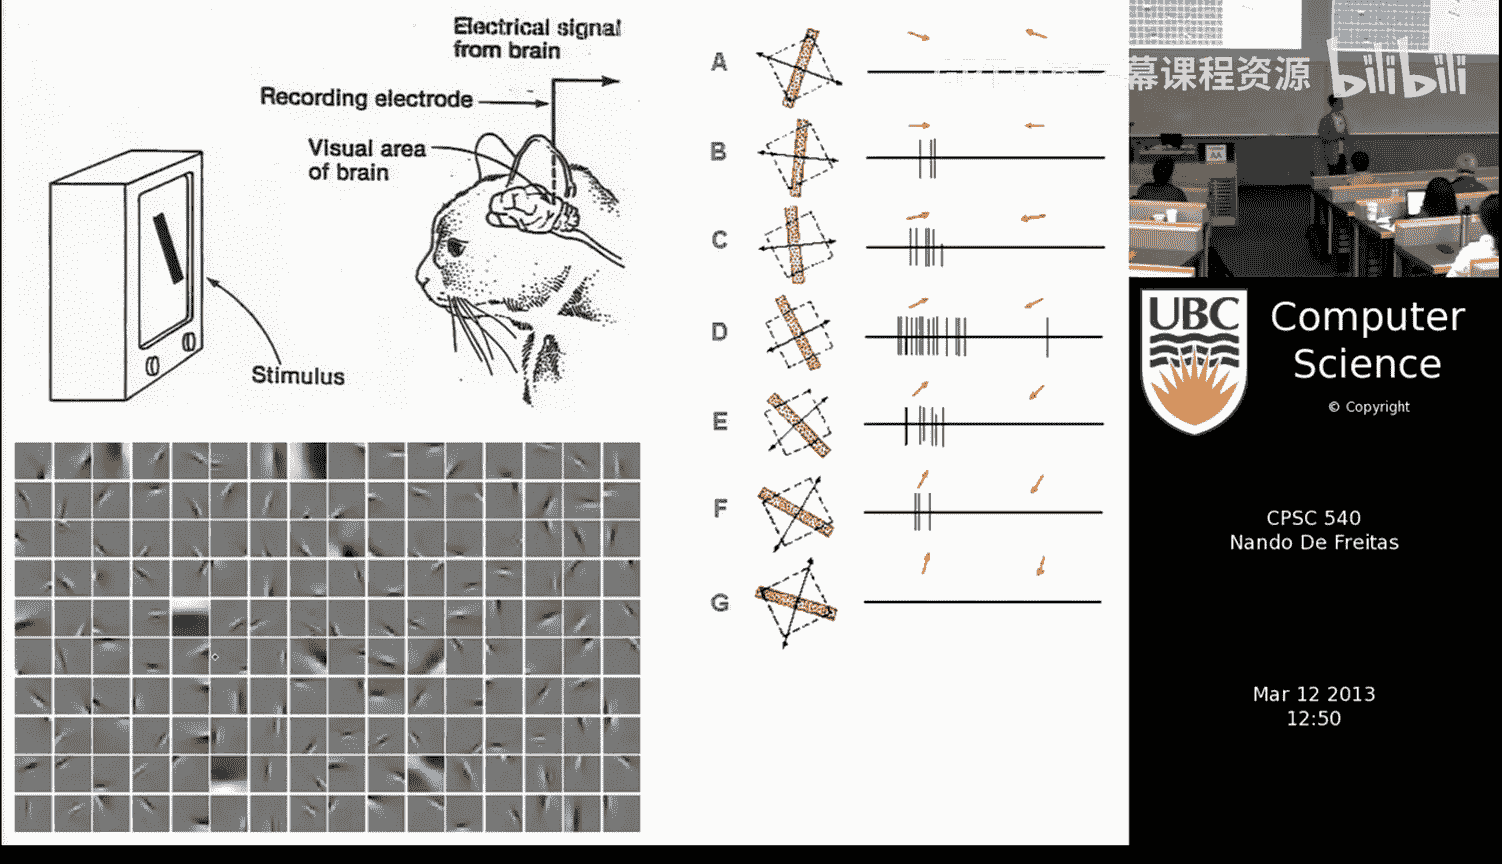 Electrical signal
from brain
Recording electrode
Visual area
of brain
Stimulus
A
B
C
D
E
F
G
幕课程资源
bilibili
UBC
Computer
Science
© Copyright
CPSC 540
Nando De Freitas
Mar 12 2013
12:50